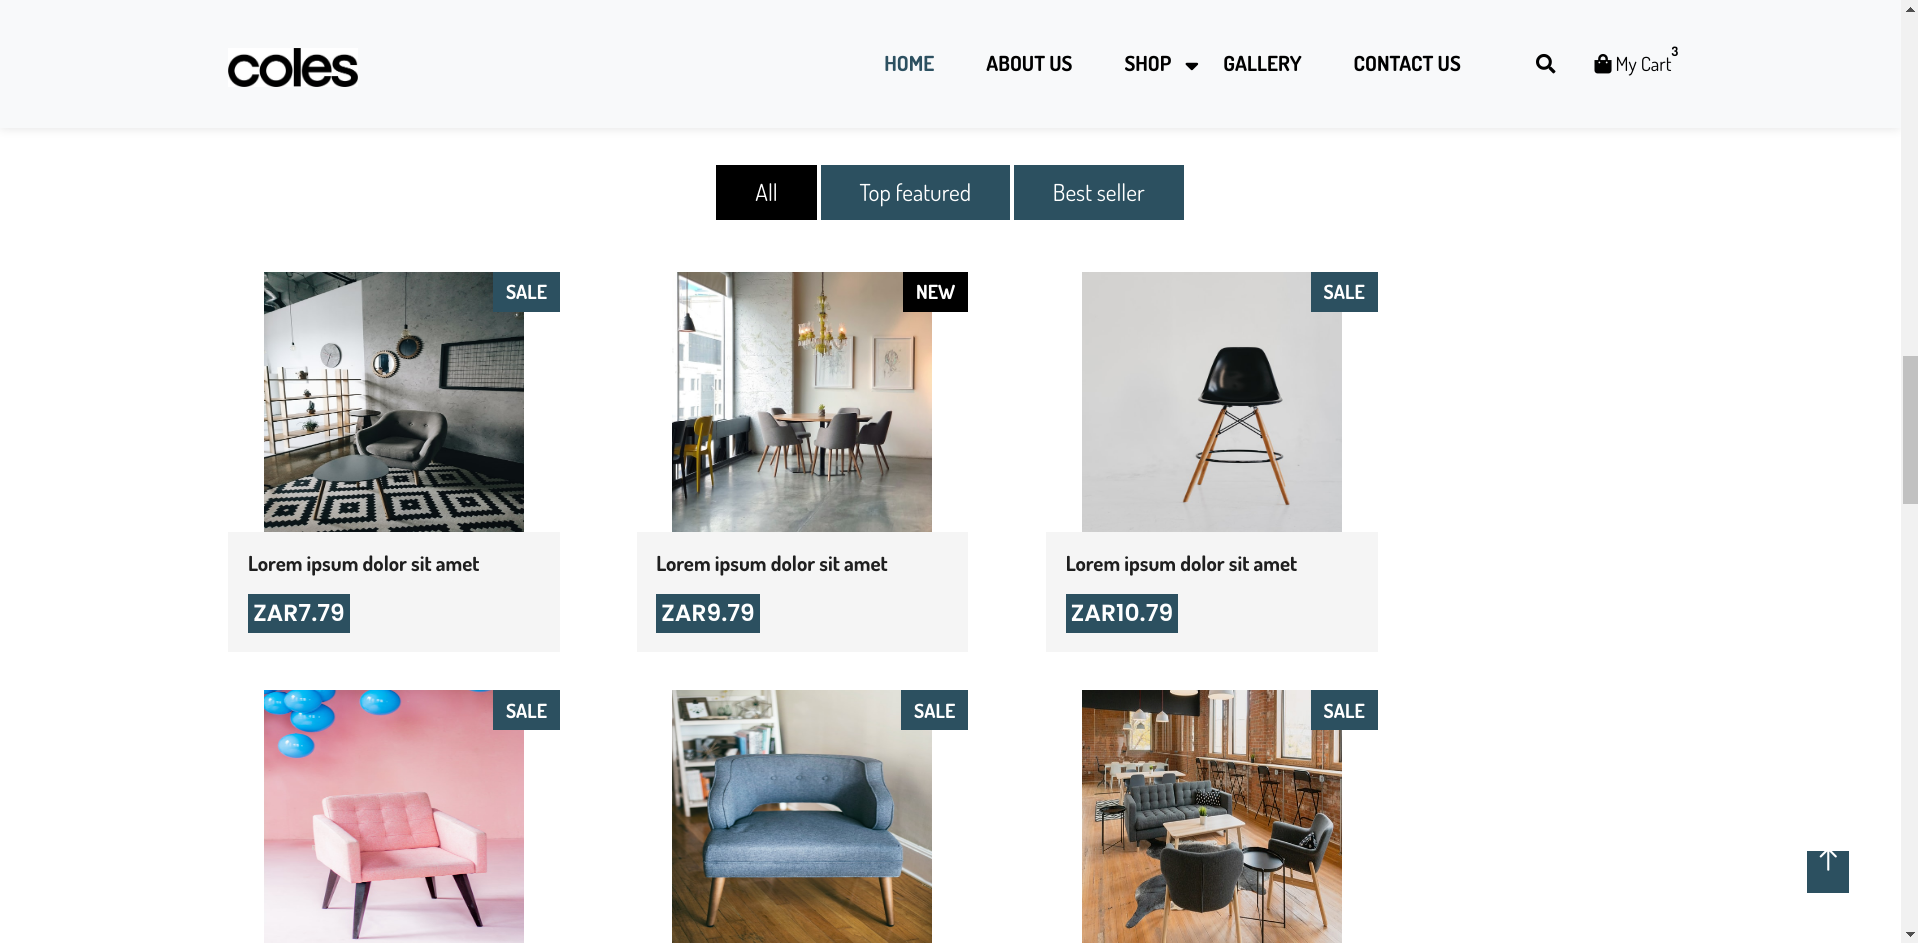 coles
HOME ABOUT US SHOP GALLERY CONTACT US My Cart 3
All Top featured Best seller
SALE NEW SALE
Lorem ipsum dolor sit amet Lorem ipsum dolor sit amet Lorem ipsum dolor sit amet
ZAR7.79 ZAR9.79 ZAR10.79
SALE SALE SALE